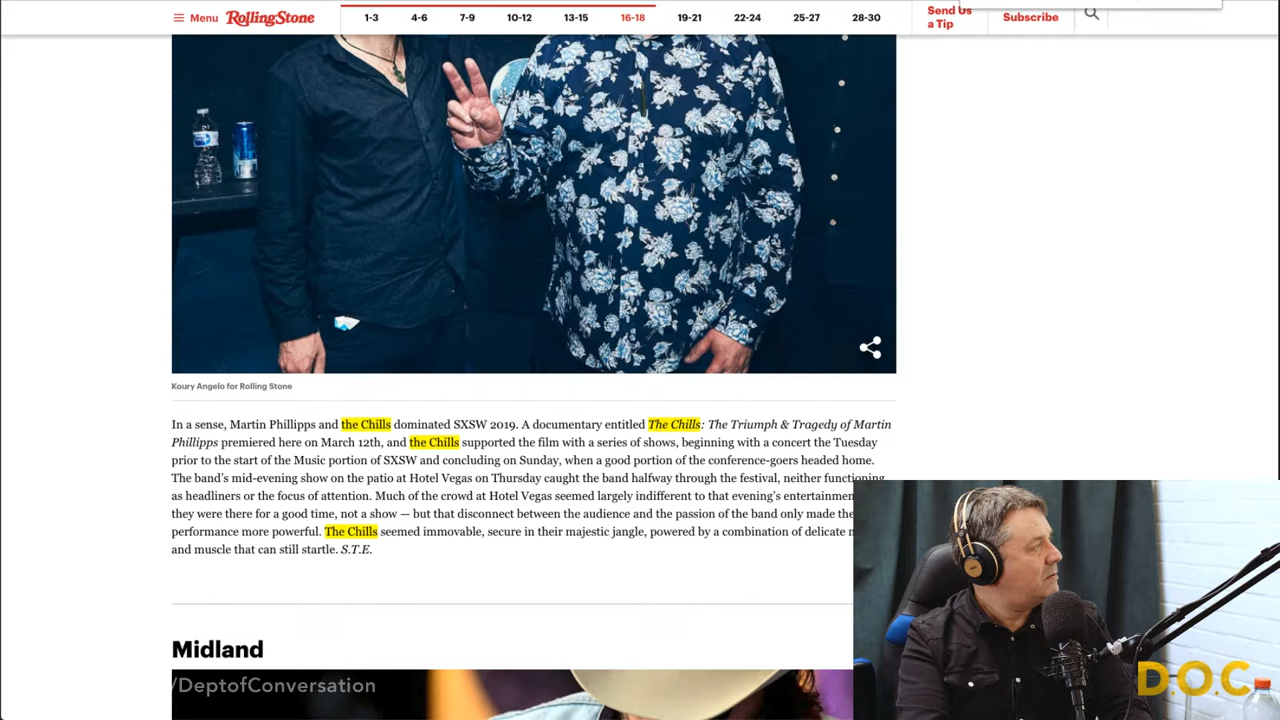 Menu RollingStone 1-3 4-6 7-9 10-12 13-15 16-18 19-21 22-24 25-27 28-30 Send Us Subscribe
a Tip
Koury Angelo for Rolling Stone
In a sense, Martin Phillipps and the Chills dominated SXSW 2019. A documentary entitled The Chills: The Triumph & Tragedy of Martin
Phillipps premiered here on March 12th, and the Chills supported the film with a series of shows, beginning with a concert the Tuesday
prior to the start of the Music portion of SXSW and concluding on Sunday, when a good portion of the conference-goers headed home.
The band's mid-evening show on the patio at Hotel Vegas on Thursday caught the band halfway through the festival, neither functioning
as headliners or the focus of attention. Much of the crowd at Hotel Vegas seemed largely indifferent to that evening's
they were there for a good time, not a show — but that disconnect between the audience and the passion of the band only made the
performance more powerful. The Chills seemed immovable, secure in their majestic jangle, powered by a combination of delicate
and muscle that can still startle. S.T.E.
Midland
/DeptofConversation
D.O.C